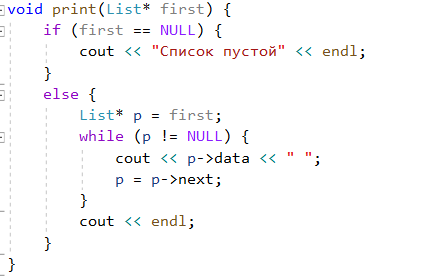 void print(List* first) {
    if (first == NULL) {
        cout << "Список пустой" << endl;
    }
    else {
        List* p = first;
        while (p != NULL) {
            cout << p->data << " ";
            p = p->next;
        }
        cout << endl;
    }
}